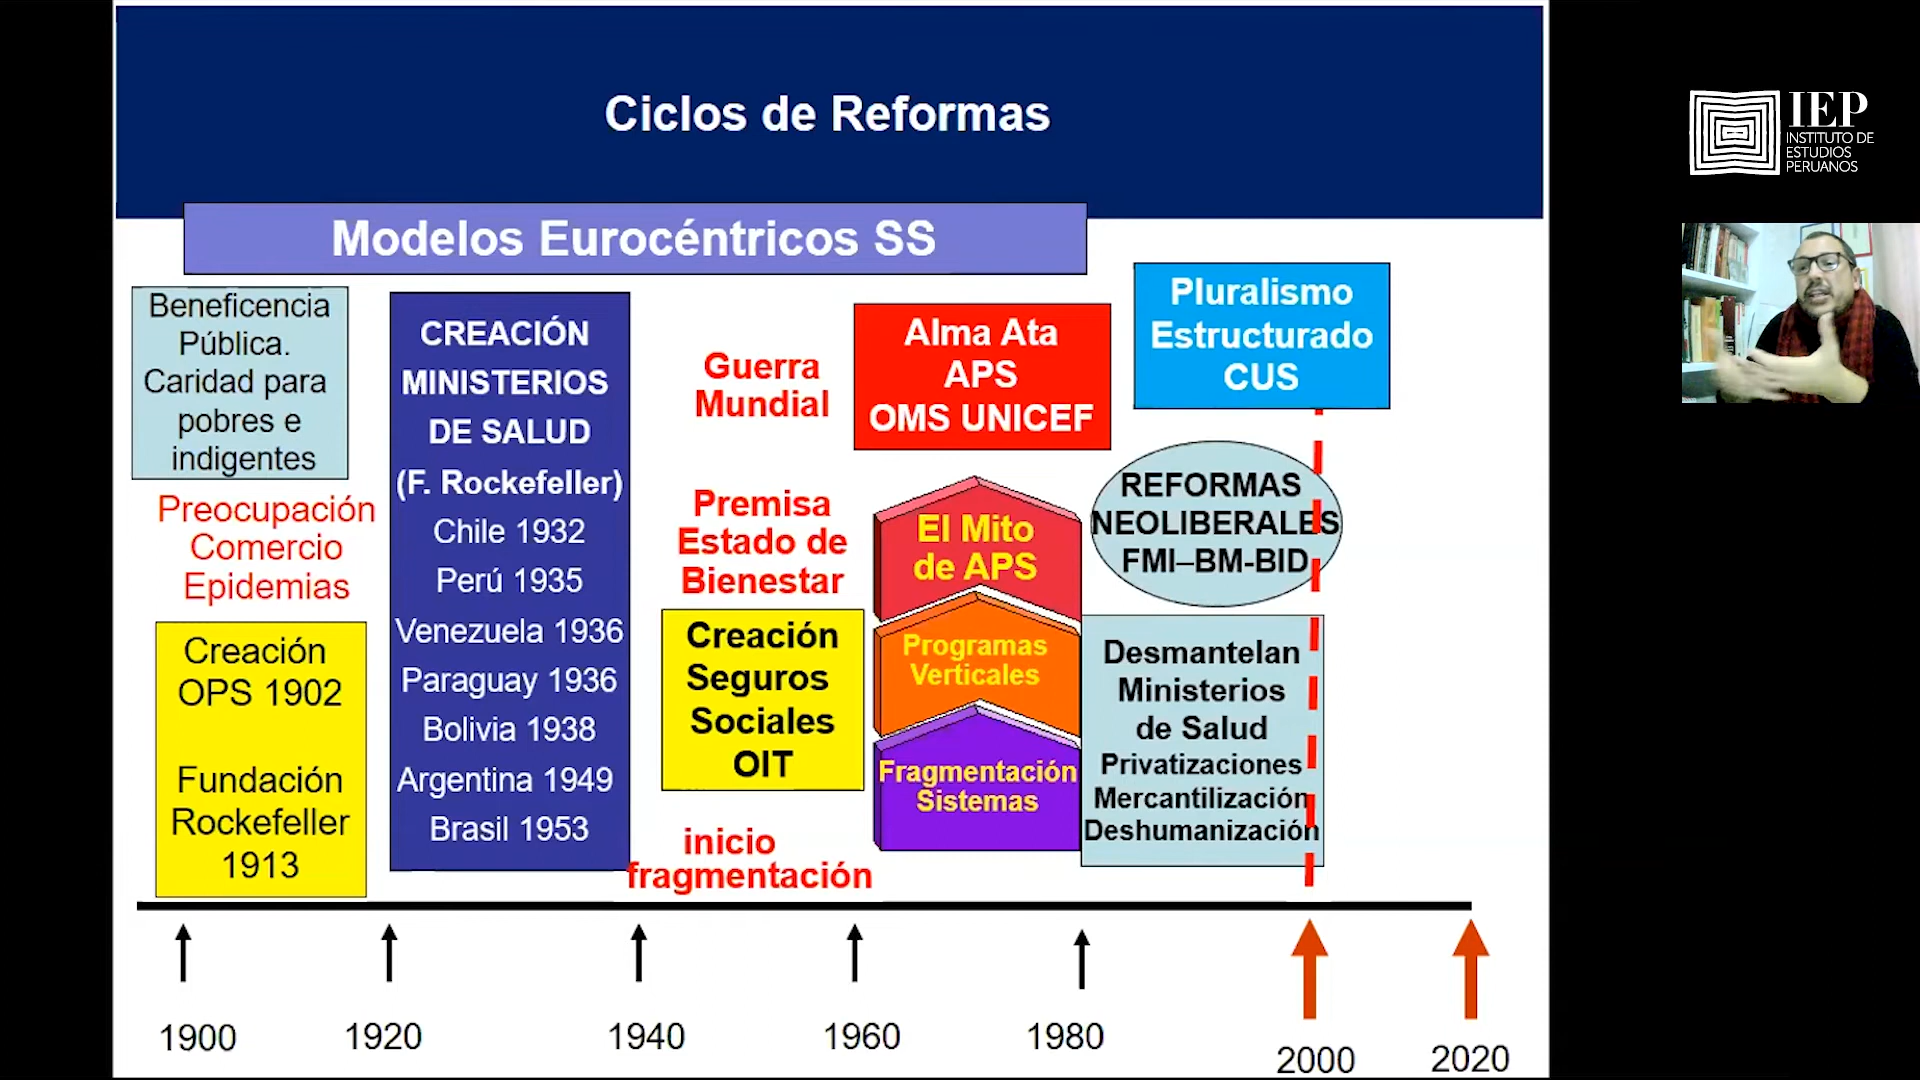 Ciclos de Reformas
IEP
INSTITUTO DE
ESTUDIOS
PERUANOS
Modelos Eurocéntricos SS
Beneficencia
Pública.
Caridad para
pobres e
indigentes
Preocupación
Comercio
Epidemias
Creación
OPS 1902
Fundación
Rockefeller
1913
CREACIÓN
MINISTERIOS
DE SALUD
(F. Rockefeller)
Chile 1932
Perú 1935
Venezuela 1936
Paraguay 1936
Bolivia 1938
Argentina 1949
Brasil 1953
Guerra
Mundial
Premisa
Estado de
Bienestar
Creación
Seguros
Sociales
OIT
inicio
fragmentación
Alma Ata
APS
OMS UNICEF
El Mito
de APS
Programas
Verticales
Fragmentación
Sistemas
Pluralismo
Estructurado
CUS
REFORMAS
NEOLIBERALES
FMI–BM-BID
Desmantelan
Ministerios
de Salud
Privatizaciones
Mercantilización
Deshumanización
1900
1920
1940
1960
1980
2000
2020